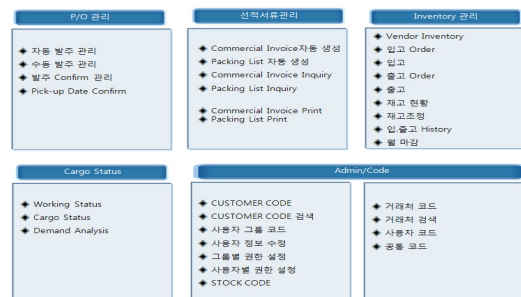 P/O 관리
자동 발주 관리
수동 발주 관리
발주 Confirm 관리
Pick-up Date Confirm
선적서류관리
Commercial Invoice자동 생성
Packing List 자동 생성
Commercial Invoice Inquiry
Packing List Inquiry
Commercial Invoice Print
Packing List Print
Inventory 관리
Vendor Inventory
입고 Order
입고
출고 Order
출고
재고 현황
재고조정
입.출고 History
월 마감
Cargo Status
Working Status
Cargo Status
Demand Analysis
Admin/Code
CUSTOMER CODE
CUSTOMER CODE 검색
사용자 그룹 코드
사용자 정보 수정
그룹별 권한 설정
사용자별 권한 설정
STOCK CODE
거래처 코드
거래처 검색
사용자 코드
공통 코드